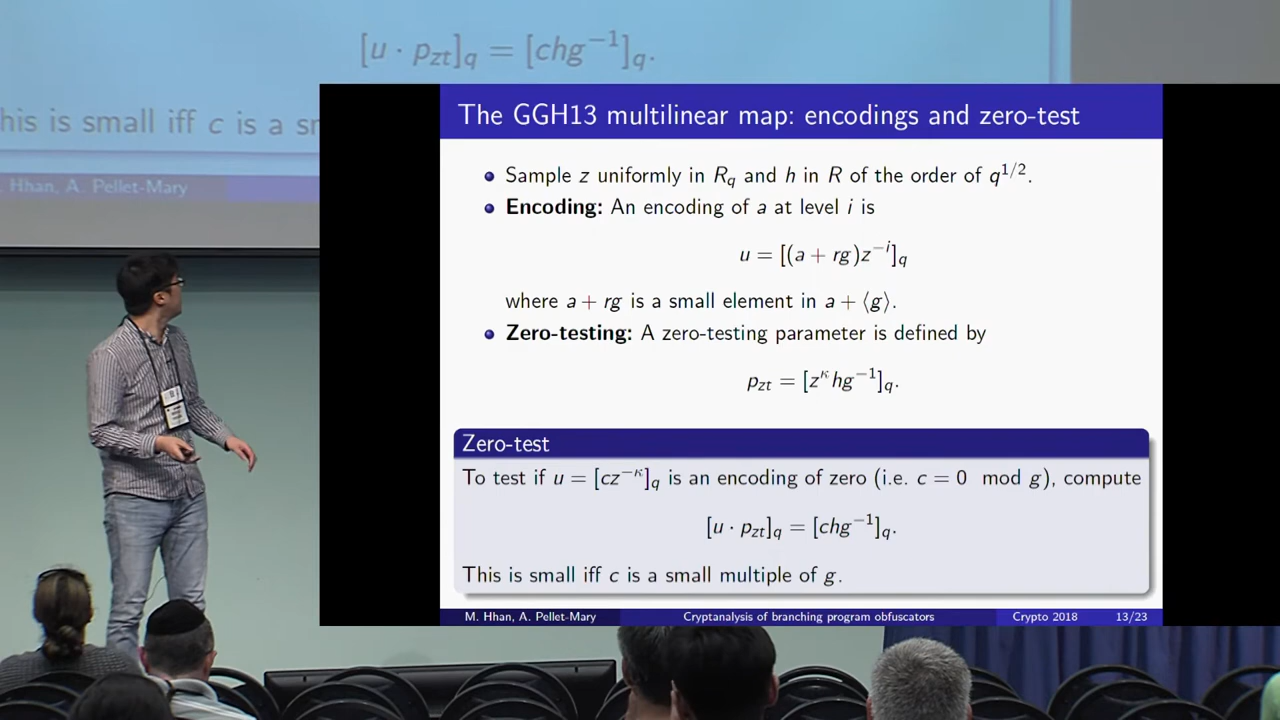 [u · p_zt]_q = [chg⁻¹]_q.
his is small iff c is a sr
Hhan, A. Pellet-Mary
The GGH13 multilinear map: encodings and zero-test
Sample z uniformly in R_q and h in R of the order of q^{1/2}.
Encoding: An encoding of a at level i is
u = [(a + rg)z⁻ⁱ]_q
where a + rg is a small element in a + ⟨g⟩.
Zero-testing: A zero-testing parameter is defined by
p_zt = [z^κ hg⁻¹]_q.
Zero-test
To test if u = [cz^{−κ}]_q is an encoding of zero (i.e. c = 0 mod g), compute
[u · p_zt]_q = [chg⁻¹]_q.
This is small iff c is a small multiple of g.
M. Hhan, A. Pellet-Mary Cryptanalysis of branching program obfuscators Crypto 2018 13/23